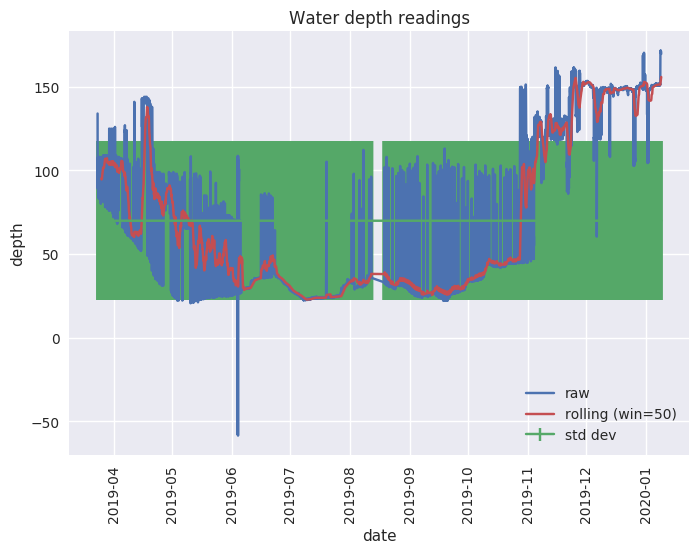 Water depth readings
depth
150
100
50
0
−50
raw
rolling (win=50)
std dev
2019-04
2019-05
2019-06
2019-07
2019-08
2019-09
2019-10
2019-11
2019-12
2020-01
date